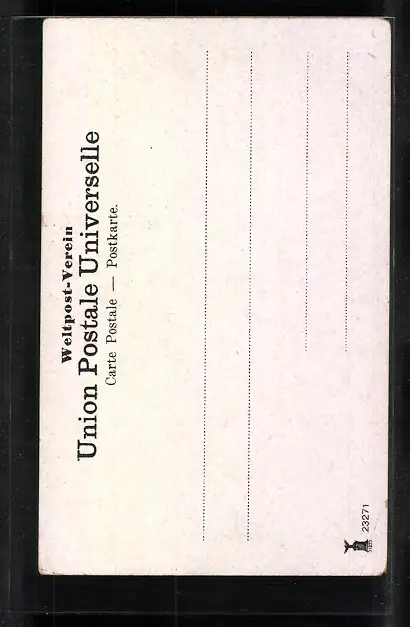 Weltpost-Verein
Union Postale Universelle
Carte Postale — Postkarte.
23271